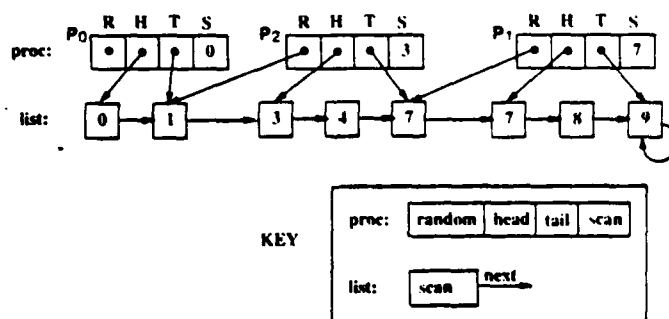 R H T S R H T S R H T S
proc: P0 0 P2 3 P1 7
list: 0 1 3 4 7 7 8 9
KEY
proc: random head tail scan
list: scan next